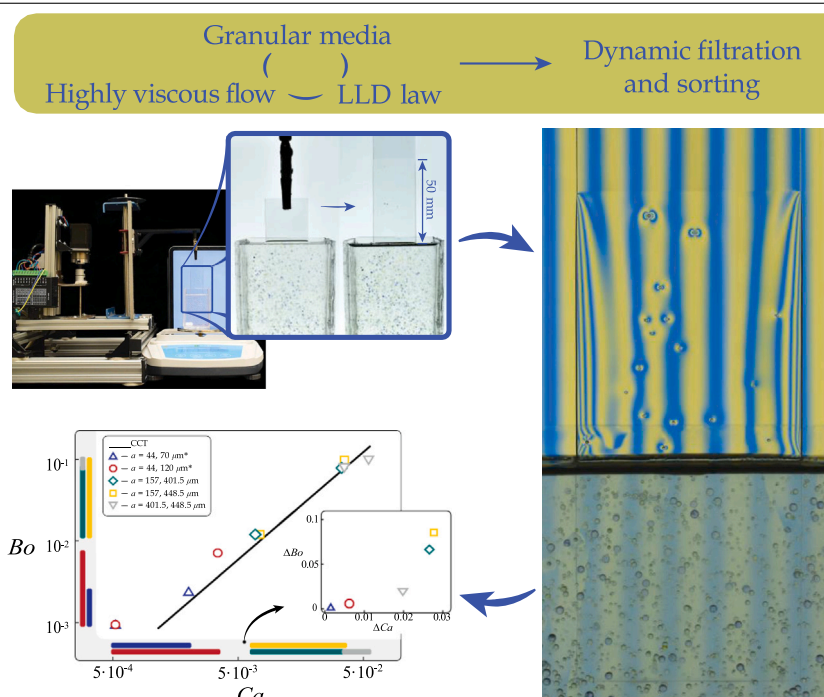 Granular media
Highly viscous flow
LLD law
Dynamic filtration
and sorting
50 mm
CCT
a = 44, 70 μm*
a = 44, 120 μm*
a = 157, 401.5 μm
a = 157, 448.5 μm
a = 401.5, 448.5 μm
Bo
10⁻¹
10⁻²
10⁻³
5·10⁻⁴
5·10⁻³
5·10⁻²
Ca
ΔBo
0.1
0.05
0
0
0.01
0.02
0.03
ΔCa